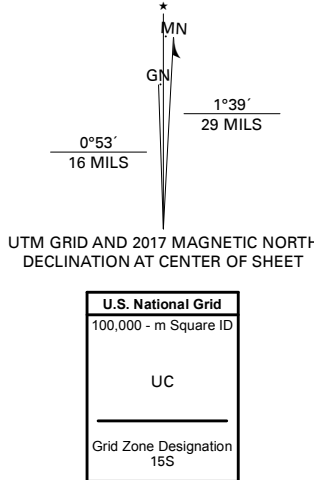 MN
GN
1°39´
29 MILS
0°53´
16 MILS
UTM GRID AND 2017 MAGNETIC NORTH
DECLINATION AT CENTER OF SHEET
U.S. National Grid
100,000 - m Square ID
UC
Grid Zone Designation
15S